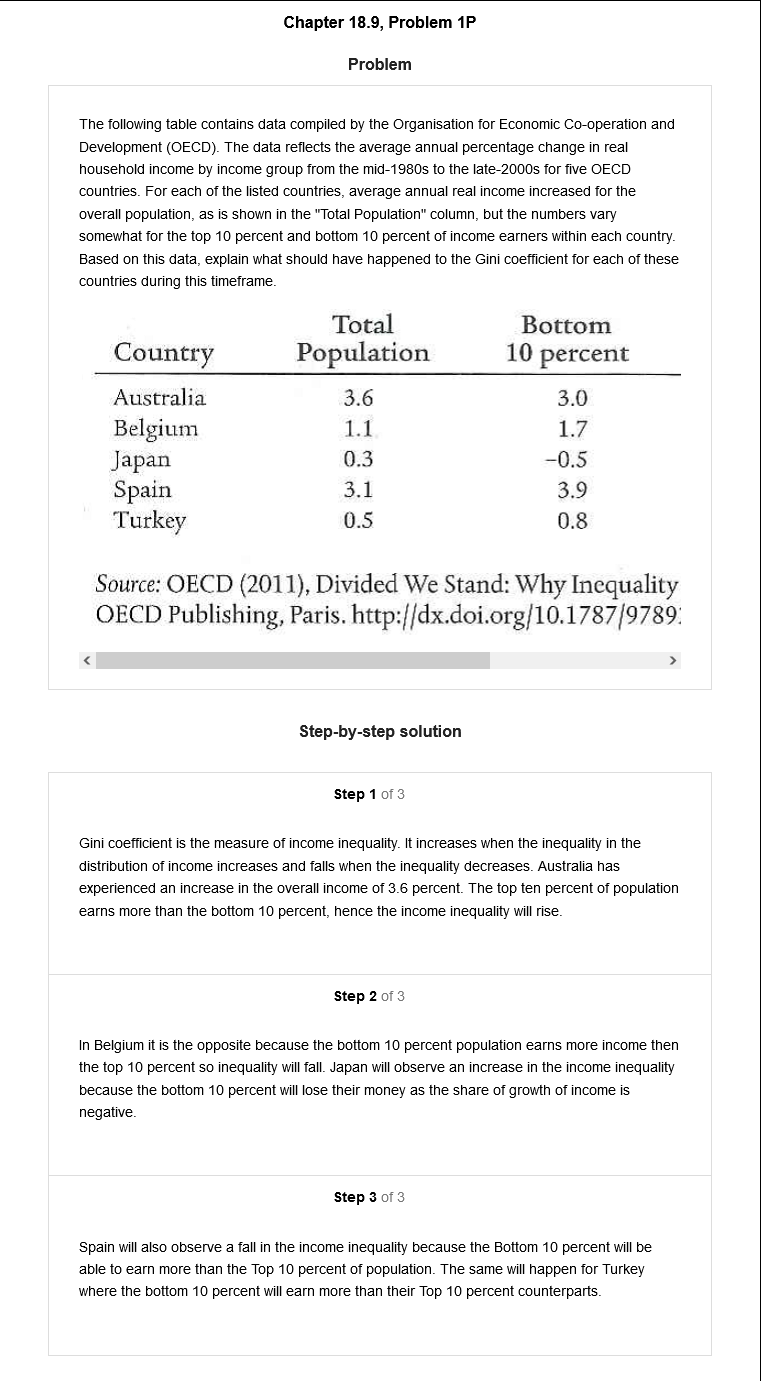 Chapter 18.9, Problem 1P
Problem
The following table contains data compiled by the Organisation for Economic Co-operation and
Development (OECD). The data reflects the average annual percentage change in real
household income by income group from the mid-1980s to the late-2000s for five OECD
countries. For each of the listed countries, average annual real income increased for the
overall population, as is shown in the "Total Population" column, but the numbers vary
somewhat for the top 10 percent and bottom 10 percent of income earners within each country.
Based on this data, explain what should have happened to the Gini coefficient for each of these
countries during this timeframe.
Total Bottom
Country Population 10 percent
Australia 3.6 3.0
Belgium 1.1 1.7
Japan 0.3 −0.5
Spain 3.1 3.9
Turkey 0.5 0.8
Source: OECD (2011), Divided We Stand: Why Inequality
OECD Publishing, Paris. http://dx.doi.org/10.1787/9789
Step-by-step solution
Step 1 of 3
Gini coefficient is the measure of income inequality. It increases when the inequality in the
distribution of income increases and falls when the inequality decreases. Australia has
experienced an increase in the overall income of 3.6 percent. The top ten percent of population
earns more than the bottom 10 percent, hence the income inequality will rise.
Step 2 of 3
In Belgium it is the opposite because the bottom 10 percent population earns more income then
the top 10 percent so inequality will fall. Japan will observe an increase in the income inequality
because the bottom 10 percent will lose their money as the share of growth of income is
negative.
Step 3 of 3
Spain will also observe a fall in the income inequality because the Bottom 10 percent will be
able to earn more than the Top 10 percent of population. The same will happen for Turkey
where the bottom 10 percent will earn more than their Top 10 percent counterparts.